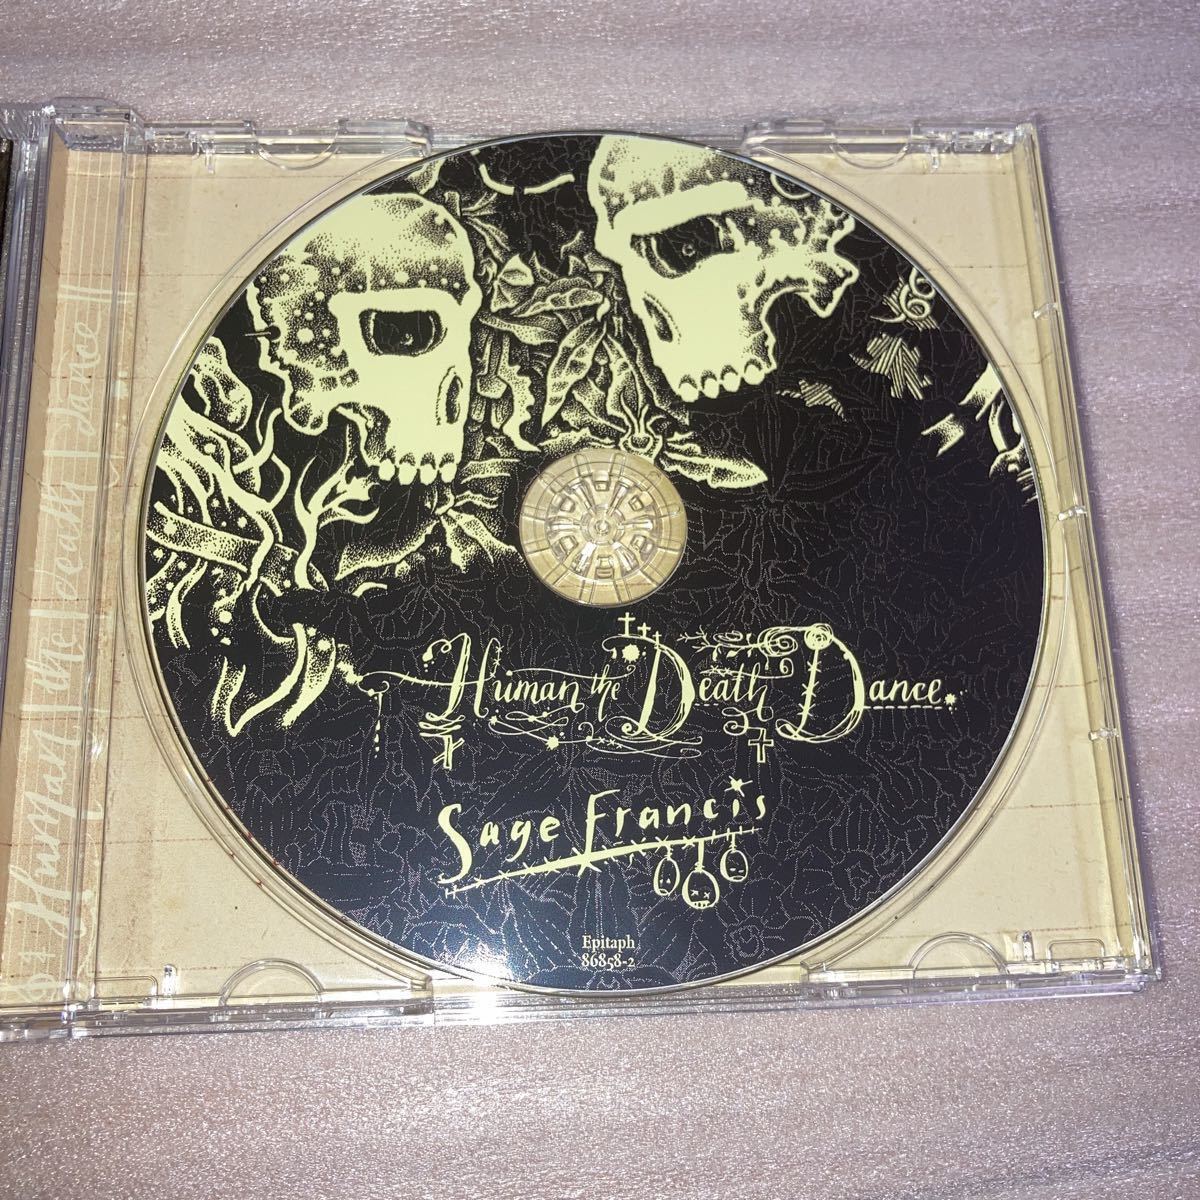 Human the Death Dance
Sage Francis
Epitaph
86858-2
Human | the | death | dance ||